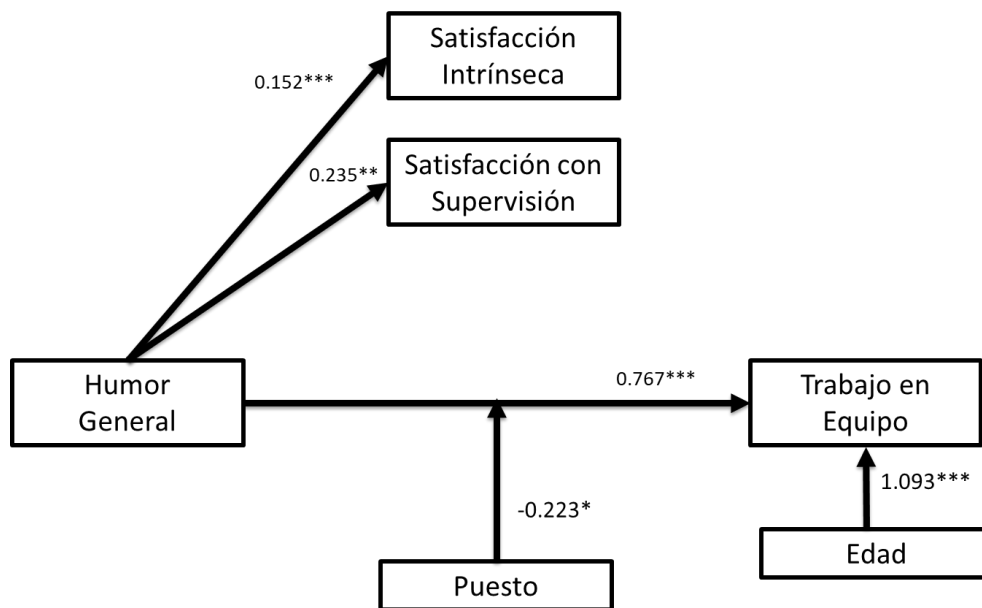 Satisfacción
Intrínseca
0.152***
Satisfacción con
Supervisión
0.235**
Humor
General
0.767***
Trabajo en
Equipo
1.093***
-0.223*
Edad
Puesto